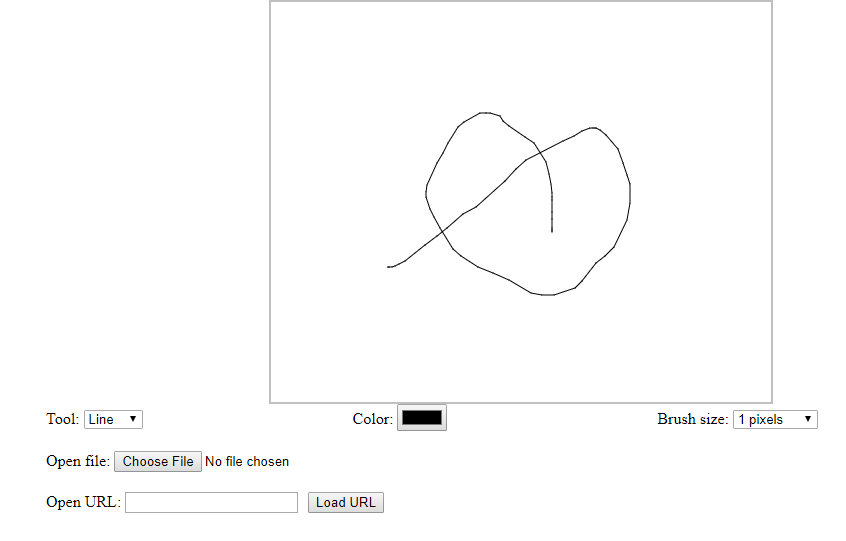 Tool: Line Color: Brush size: 1 pixels
Open file: Choose File No file chosen
Open URL: Load URL